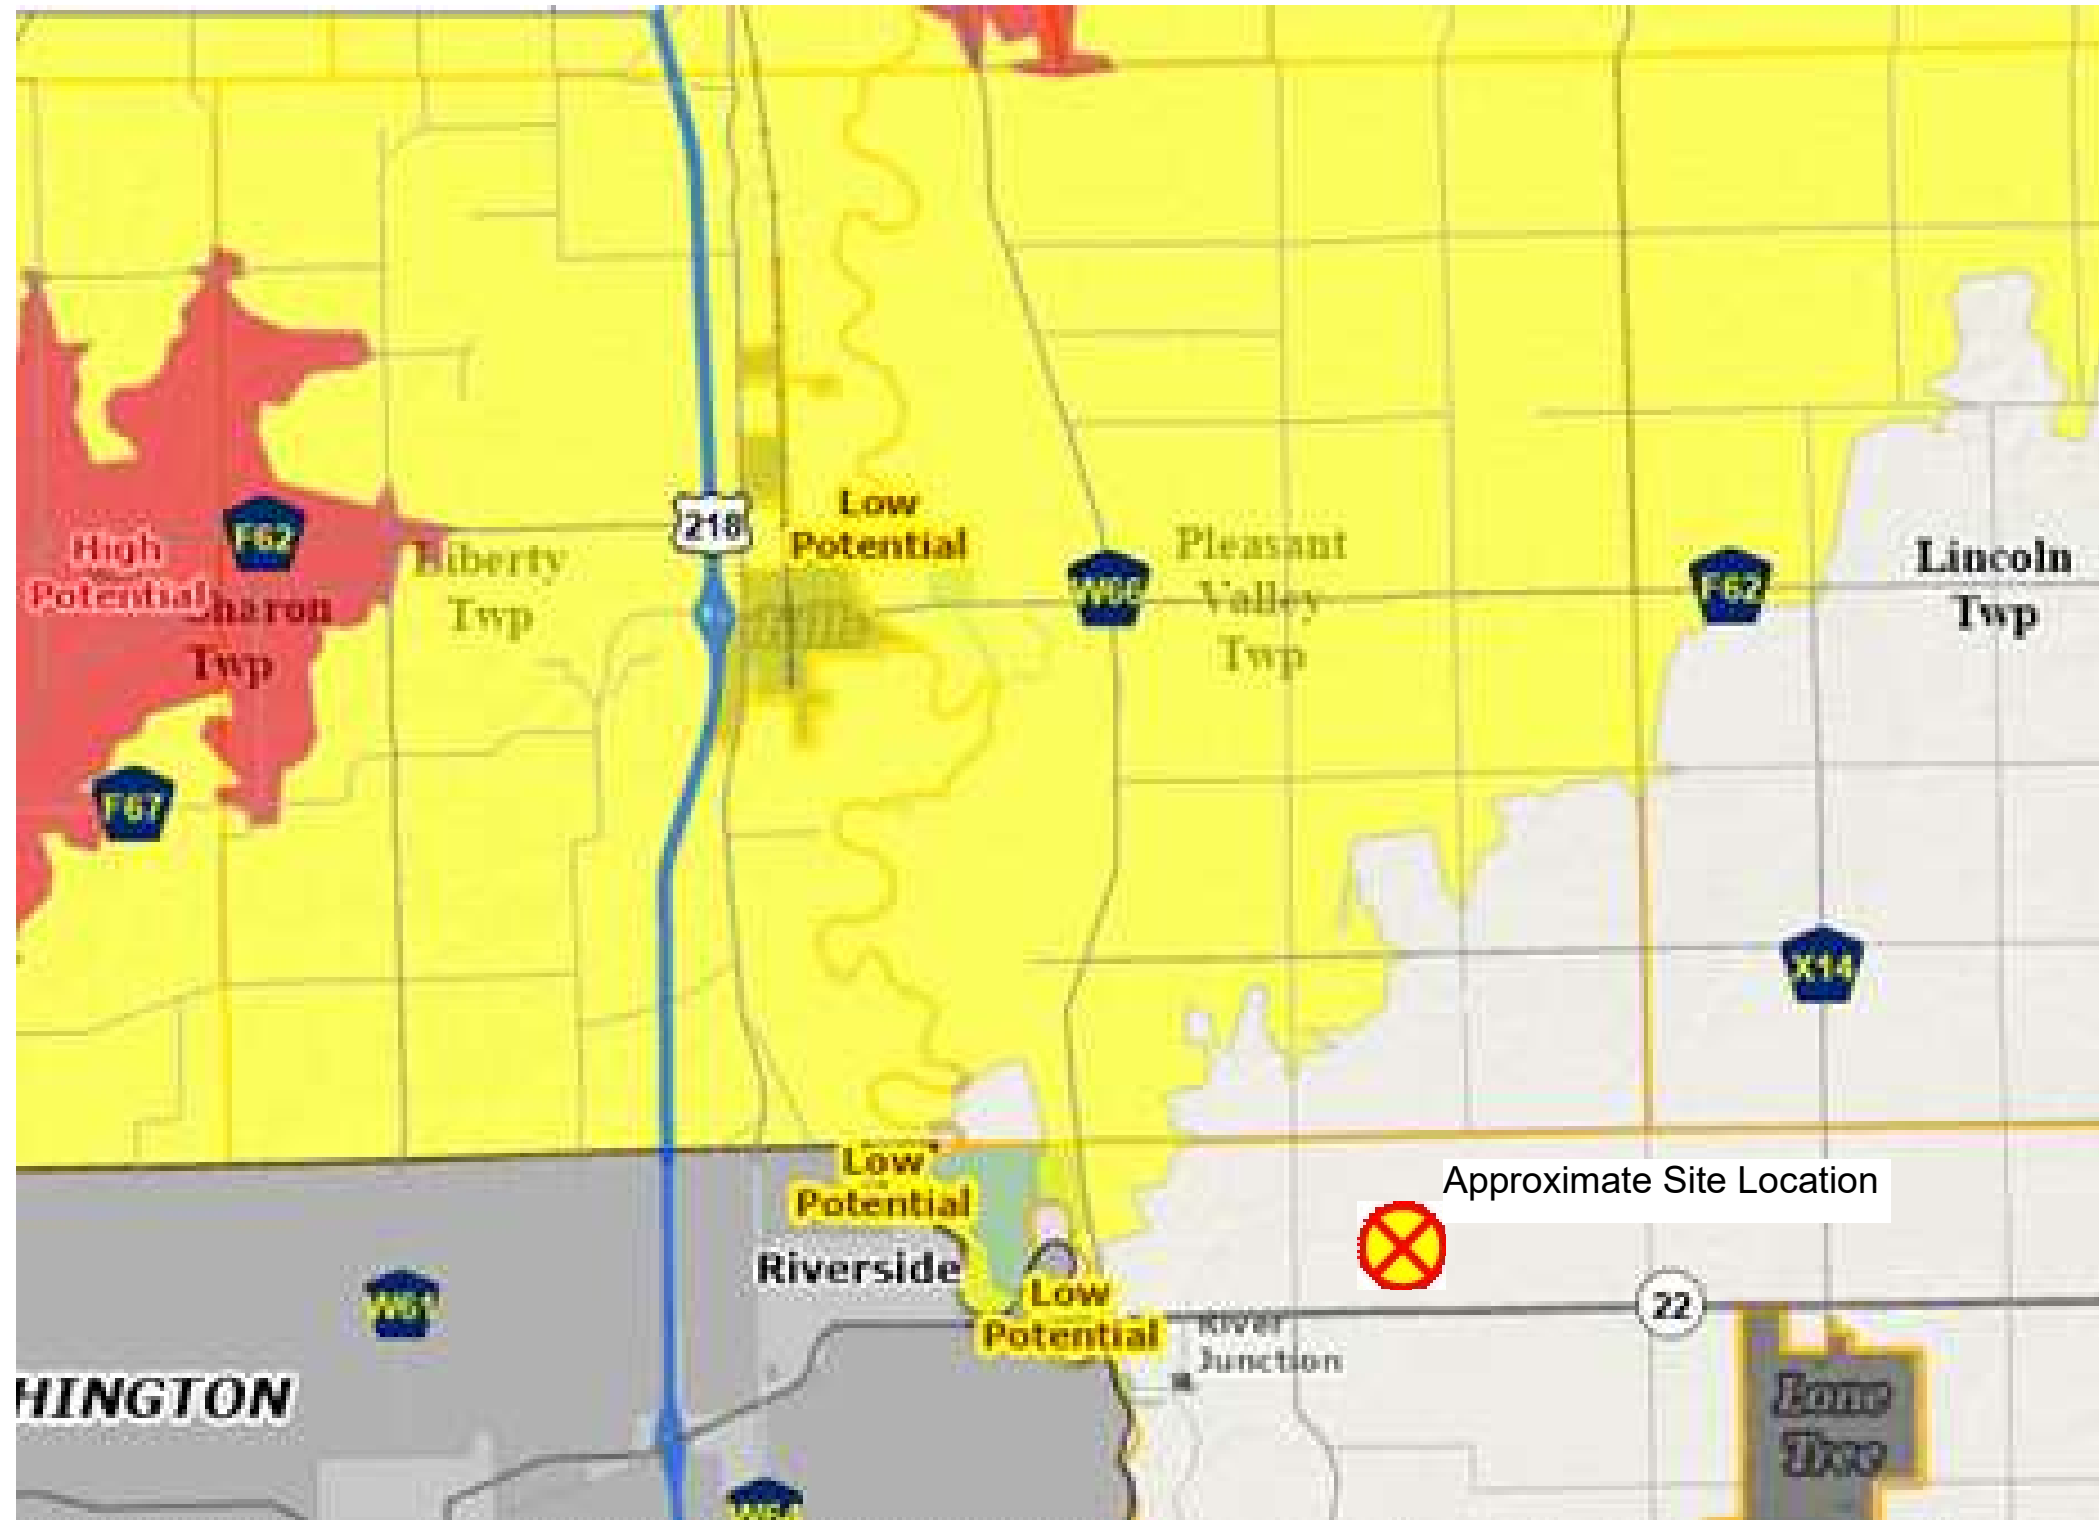 218
Low
Potential
High
Potential
F62
Sharon
Twp
Liberty
Twp
Pleasant
Valley
Twp
F62
Lincoln
Twp
F67
X14
Low
Potential
Approximate Site Location
Riverside
W61
Low
Potential
River
Junction
22
HINGTON
Lone
Tree